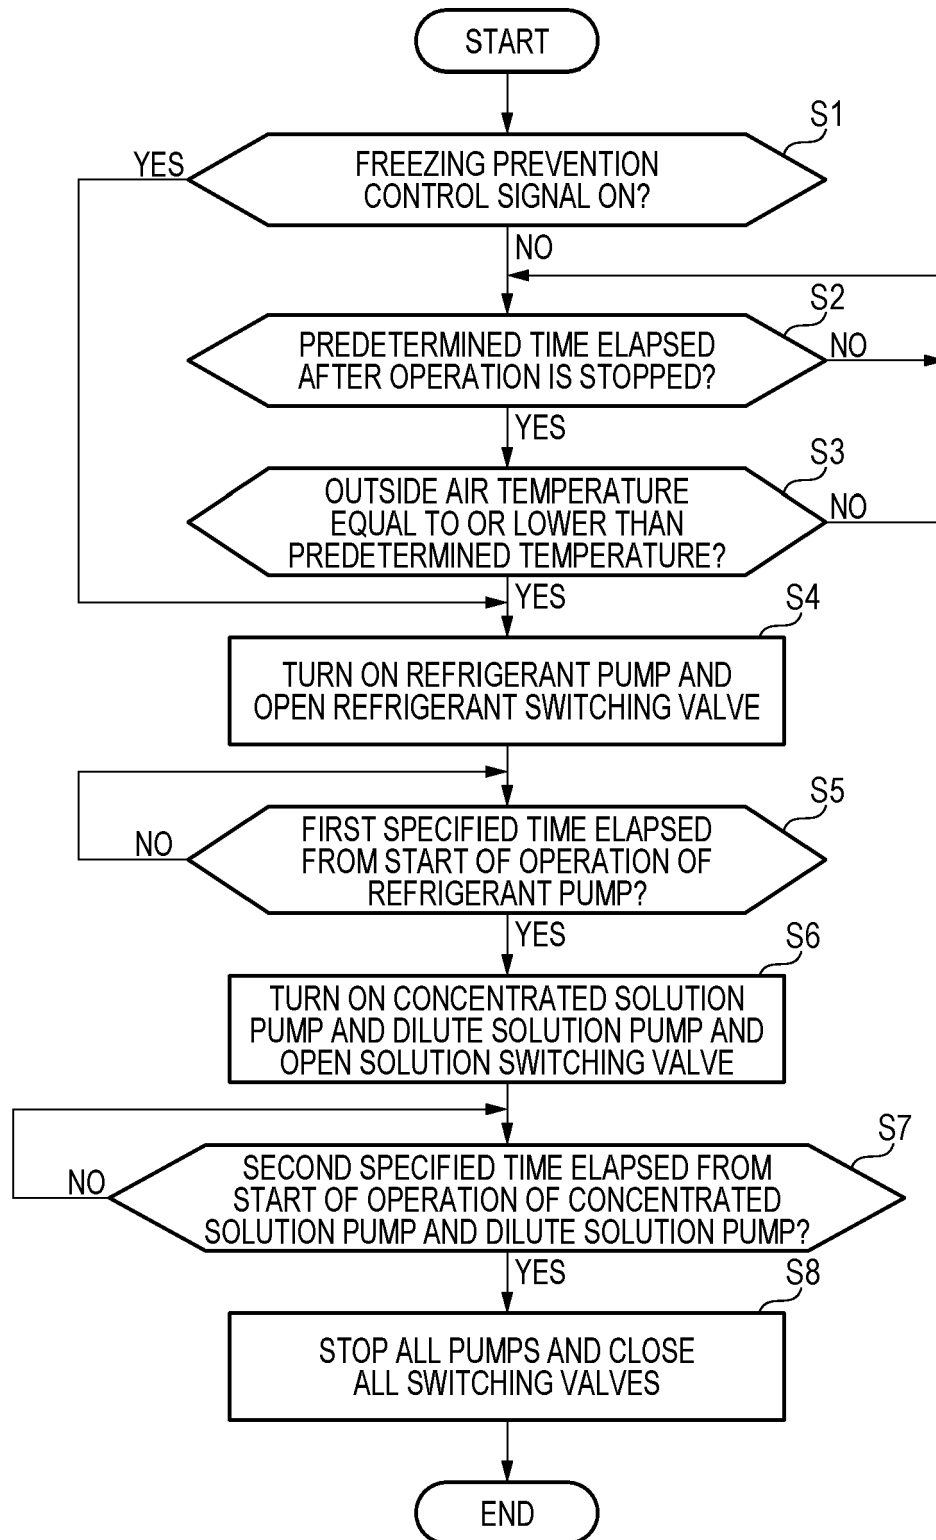 START
S1
FREEZING PREVENTION
CONTROL SIGNAL ON?
YES
NO
S2
PREDETERMINED TIME ELAPSED
AFTER OPERATION IS STOPPED?
NO
YES
S3
OUTSIDE AIR TEMPERATURE
EQUAL TO OR LOWER THAN
PREDETERMINED TEMPERATURE?
NO
YES
S4
TURN ON REFRIGERANT PUMP AND
OPEN REFRIGERANT SWITCHING VALVE
S5
FIRST SPECIFIED TIME ELAPSED
FROM START OF OPERATION OF
REFRIGERANT PUMP?
NO
YES
S6
TURN ON CONCENTRATED SOLUTION
PUMP AND DILUTE SOLUTION PUMP AND
OPEN SOLUTION SWITCHING VALVE
S7
SECOND SPECIFIED TIME ELAPSED FROM
START OF OPERATION OF CONCENTRATED
SOLUTION PUMP AND DILUTE SOLUTION PUMP?
NO
YES
S8
STOP ALL PUMPS AND CLOSE
ALL SWITCHING VALVES
END